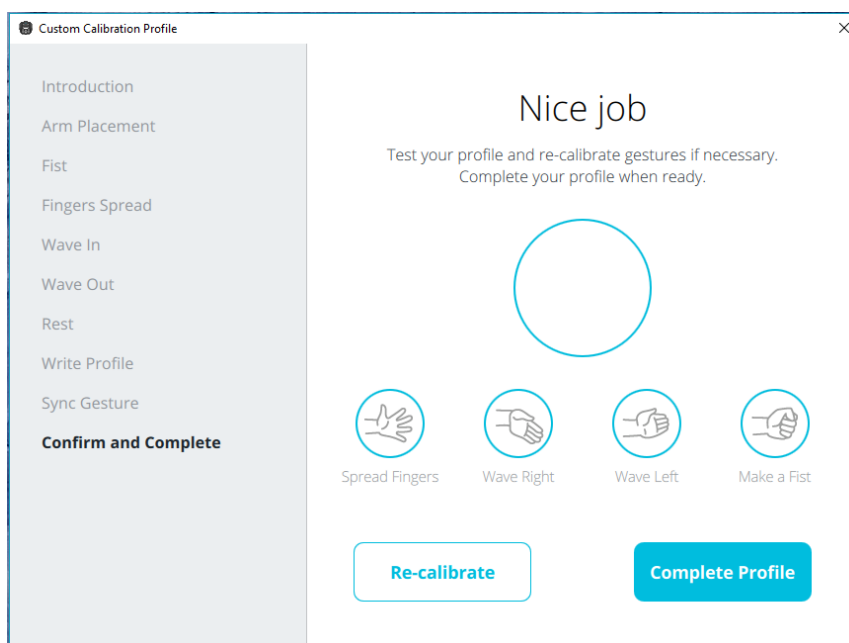 Custom Calibration Profile
Introduction
Arm Placement
Fist
Fingers Spread
Wave In
Wave Out
Rest
Write Profile
Sync Gesture
Confirm and Complete
Nice job
Test your profile and re-calibrate gestures if necessary.
Complete your profile when ready.
Spread Fingers
Wave Right
Wave Left
Make a Fist
Re-calibrate
Complete Profile